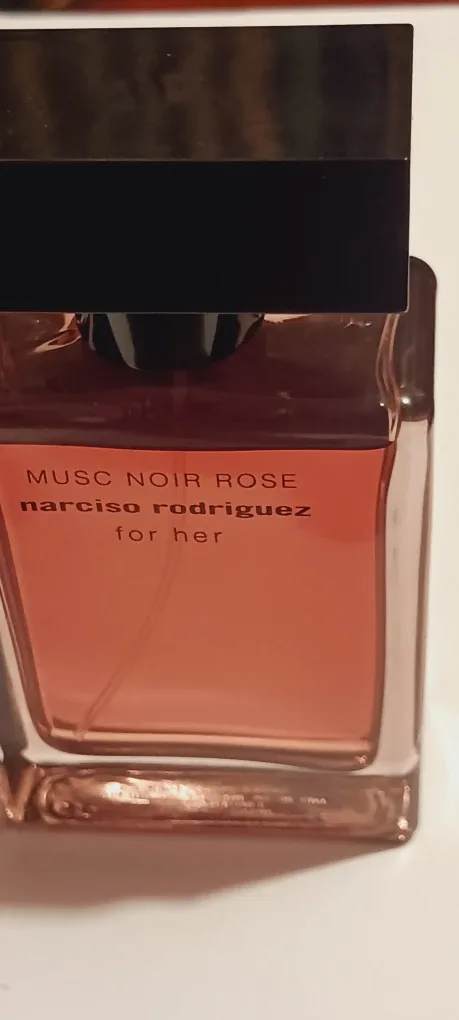 MUSC NOIR ROSE
narciso rodriguez
for her